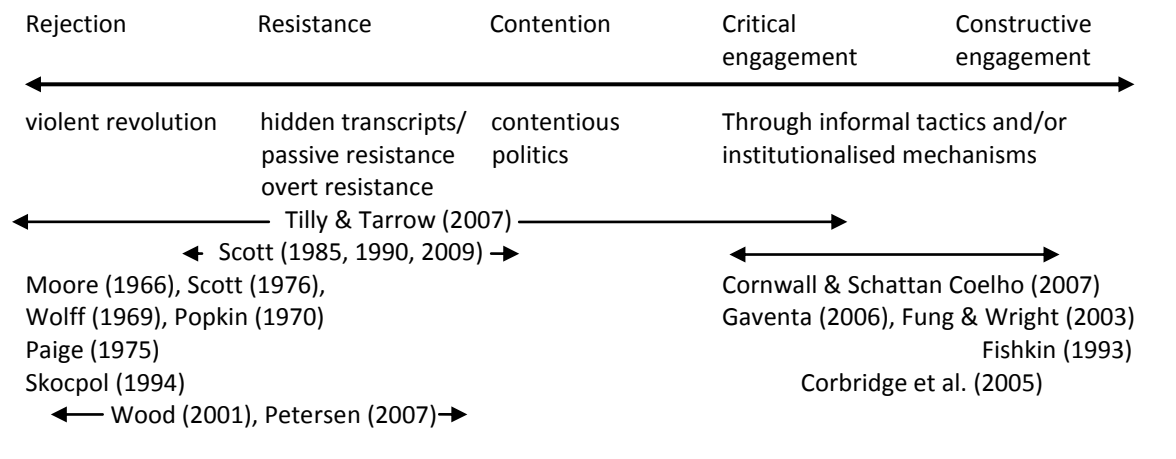 Rejection Resistance Contention Critical engagement Constructive engagement
violent revolution hidden transcripts/ contentious Through informal tactics and/or
passive resistance politics institutionalised mechanisms
overt resistance
Tilly & Tarrow (2007)
Scott (1985, 1990, 2009)
Moore (1966), Scott (1976), Cornwall & Schattan Coelho (2007)
Wolff (1969), Popkin (1970) Gaventa (2006), Fung & Wright (2003)
Paige (1975) Fishkin (1993)
Skocpol (1994) Corbridge et al. (2005)
Wood (2001), Petersen (2007)